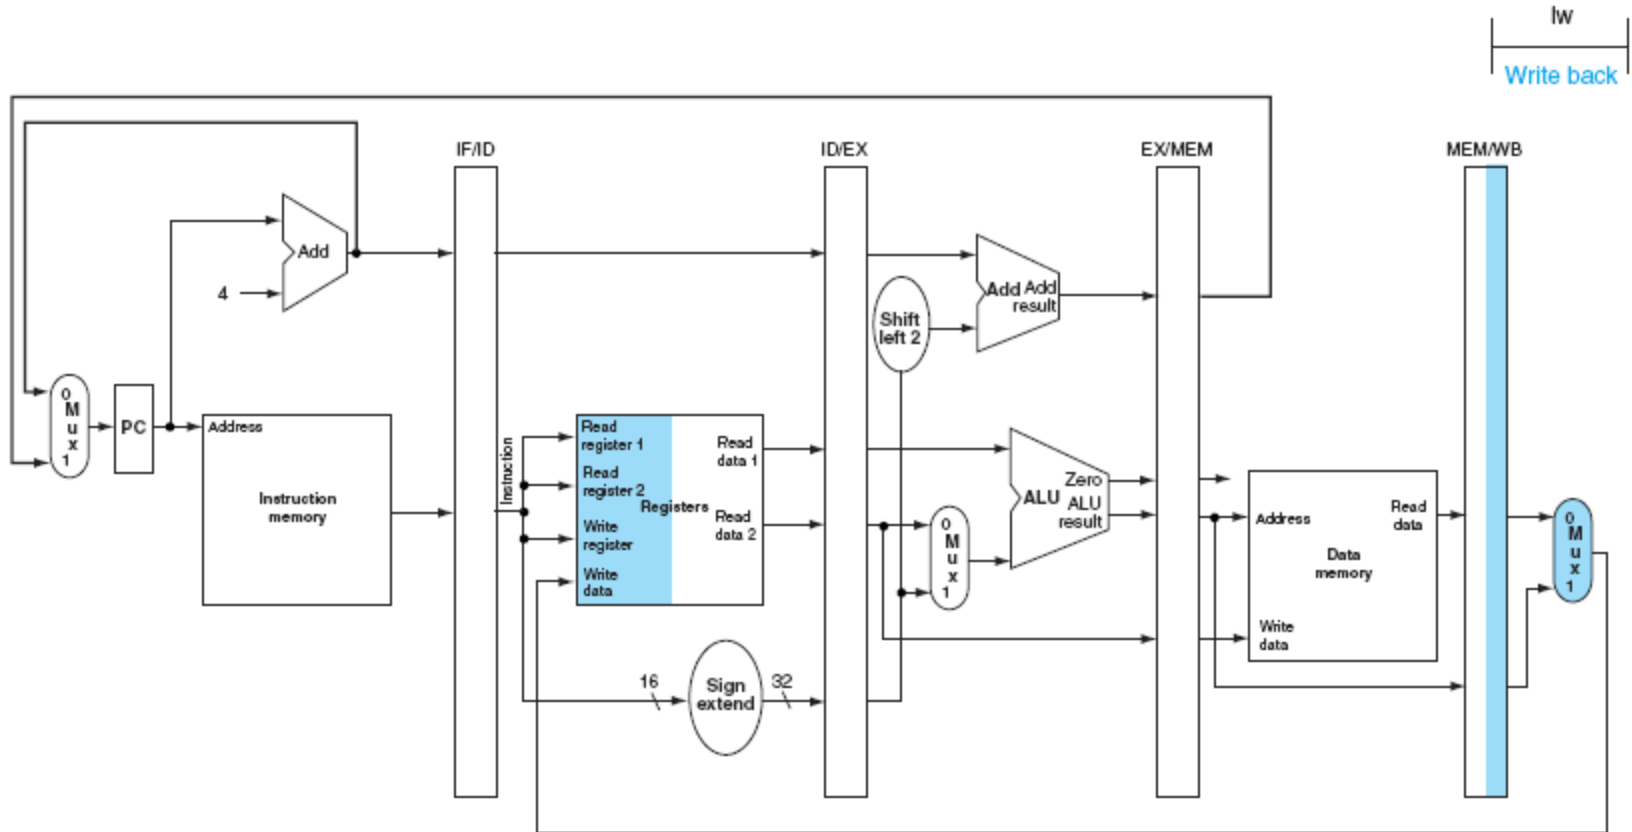 lw
Write back
IF/ID
ID/EX
EX/MEM
MEM/WB
Add
4
Add Add
result
Shift
left 2
0
M
u
x
1
PC
Address
Instruction
memory
Instruction
Read
register 1
Read
register 2
Write
register
Write
data
Registers
Read
data 1
Read
data 2
16
Sign
extend
32
0
M
u
x
1
ALU
Zero
ALU
result
Address
Read
data
Data
memory
Write
data
0
M
u
x
1